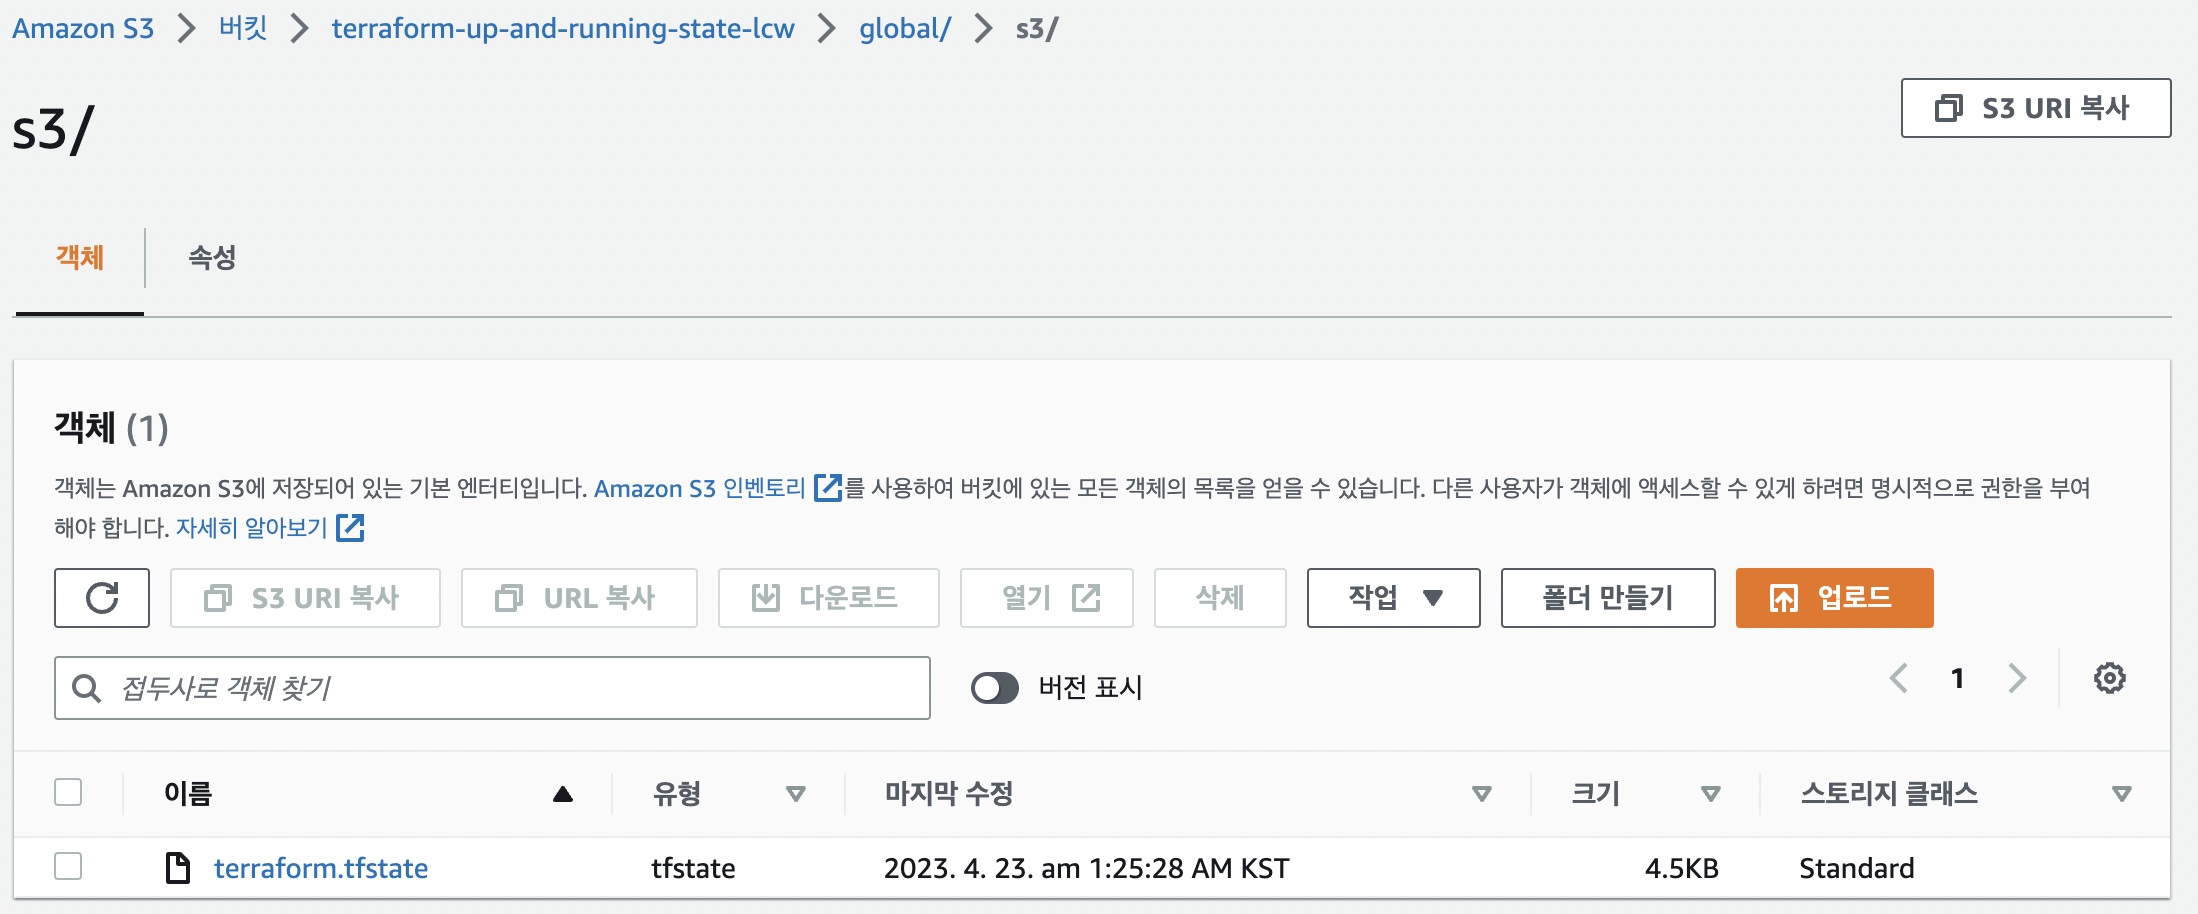 Amazon S3 버킷 terraform-up-and-running-state-lcw global/ s3/
s3/
S3 URI 복사
객체 속성
객체 (1)
객체는 Amazon S3에 저장되어 있는 기본 엔터티입니다. Amazon S3 인벤토리를 사용하여 버킷에 있는 모든 객체의 목록을 얻을 수 있습니다. 다른 사용자가 객체에 액세스할 수 있게 하려면 명시적으로 권한을 부여
해야 합니다. 자세히 알아보기
S3 URI 복사 URL 복사 다운로드 열기 삭제 작업 폴더 만들기 업로드
접두사로 객체 찾기 버전 표시 1
이름 유형 마지막 수정 크기 스토리지 클래스
terraform.tfstate tfstate 2023. 4. 23. am 1:25:28 AM KST 4.5KB Standard